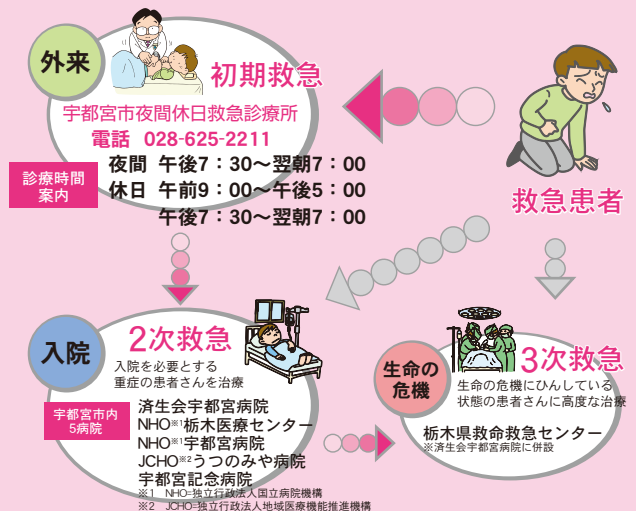 外来
初期救急
宇都宮市夜間休日救急診療所
電話 028-625-2211
診療時間
案内
夜間 午後7：30～翌朝7：00
休日 午前9：00～午後5：00
午後7：30～翌朝7：00
救急患者
入院
2次救急
入院を必要とする
重症の患者さんを治療
宇都宮市内
5病院
済生会宇都宮病院
NHO※1栃木医療センター
NHO※1宇都宮病院
JCHO※2うつのみや病院
宇都宮記念病院
※1 NHO=独立行政法人国立病院機構
※2 JCHO=独立行政法人地域医療機能推進機構
生命の
危機
3次救急
生命の危機にひんしている
状態の患者さんに高度な治療
栃木県救命救急センター
※済生会宇都宮病院に併設